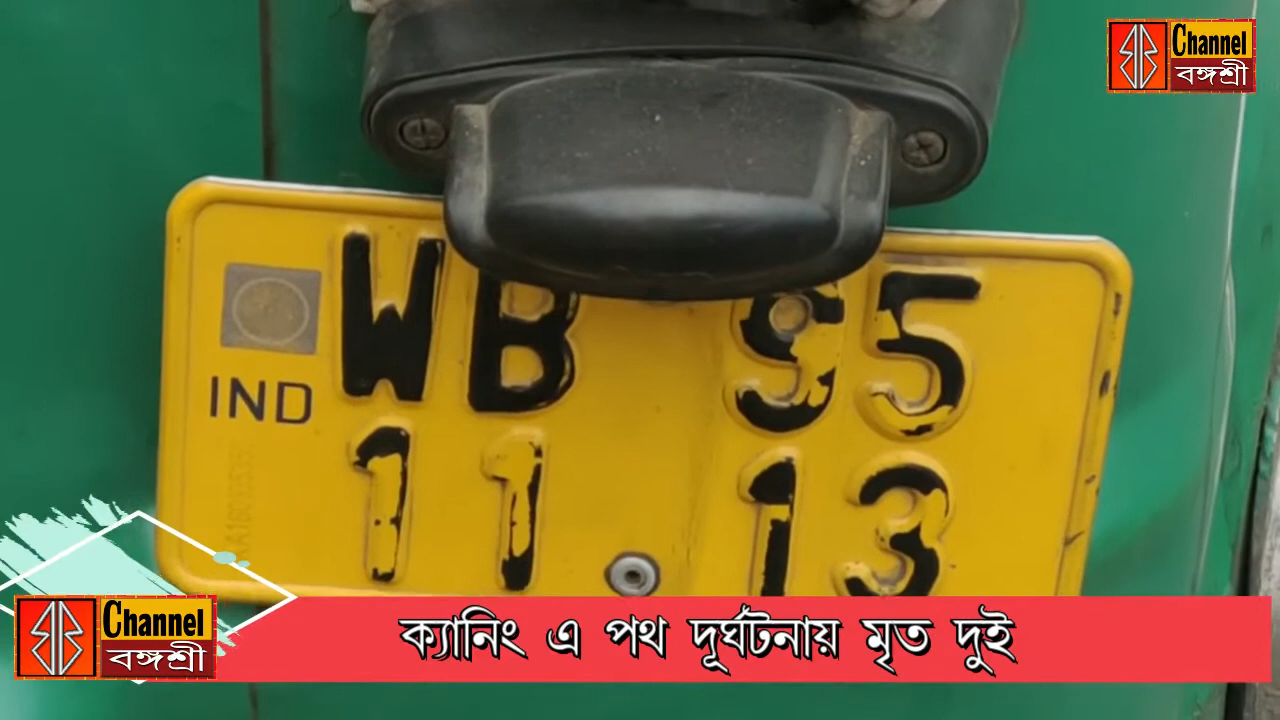 Channel
বঙ্গশ্রী
WB 95
IND
11 13
Channel
বঙ্গশ্রী
ক্যানিং এ পথ দূর্ঘটনায় মৃত দুই